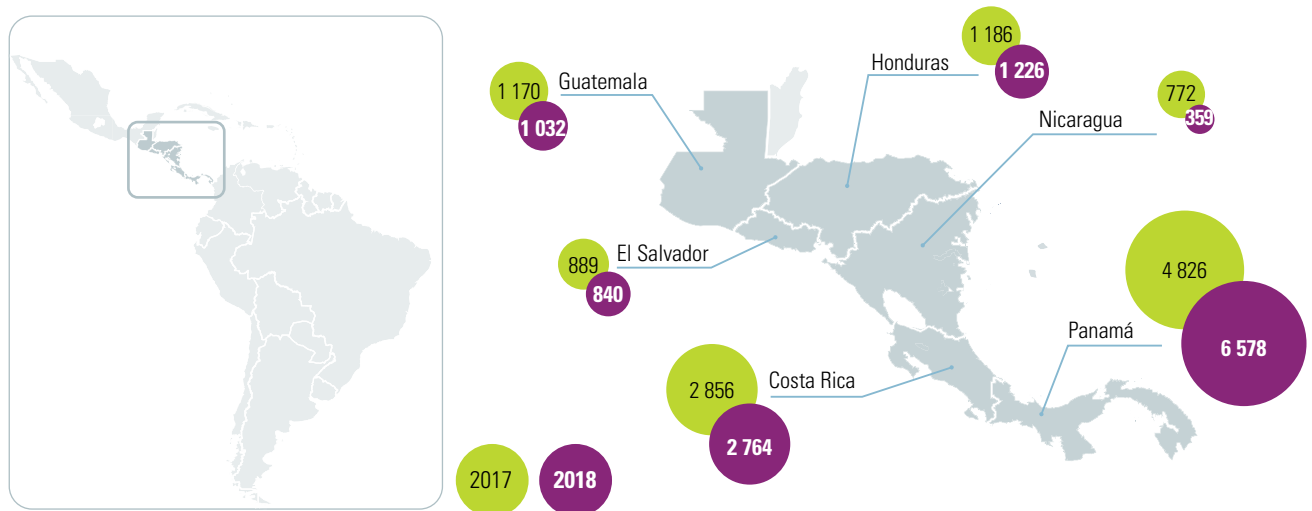 1 170
1 032
Guatemala
1 186
1 226
Honduras
772
359
Nicaragua
889
840
El Salvador
4 826
6 578
Panamá
2 856
2 764
Costa Rica
2017
2018